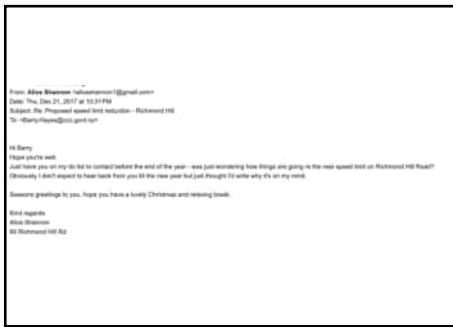 From: Alice Shannon <aliceshannon1@gmail.com>
Date: Thu, Dec 21, 2017 at 10:31 PM
Subject: Re: Proposed speed limit reduction - Richmond Hill
To: <Barry.Hayes@ccc.govt.nz>
Hi Barry
Hope you're well.
Just have you on my do list to contact before the end of the year - was just wondering how things are going re the new speed limit on Richmond Hill Road?
Obviously I don't expect to hear back from you till the new year but just thought I'd write why it's on my mind.
Seasons greetings to you, hope you have a lovely Christmas and relaxing break.
Kind regards
Alice Shannon
Richmond Hill Rd